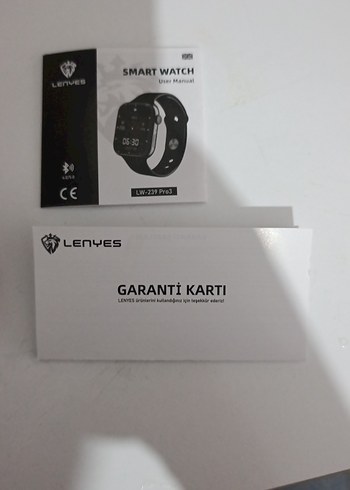 LENYES
SMART WATCH
User Manual
06:30
CE
LW-239 Pro3
LENYES
GARANTİ KARTI
LENYES ürünlerini kullandığınız için teşekkür ederiz!